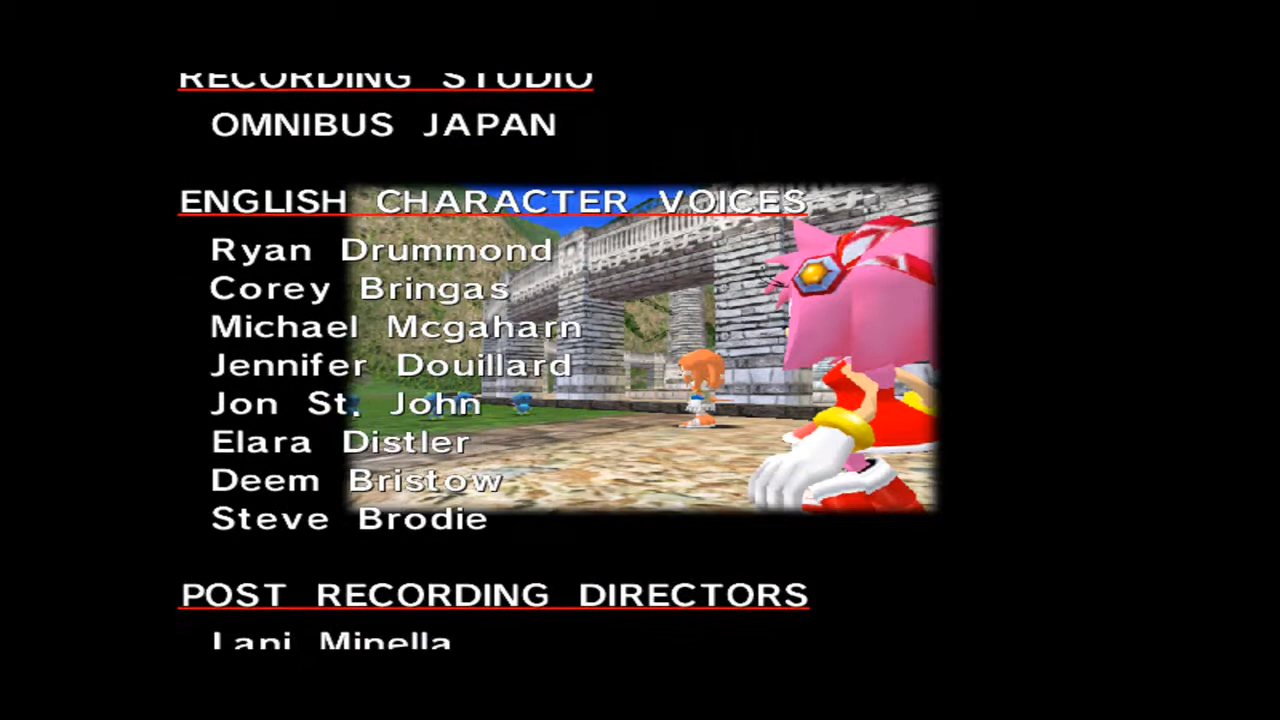 RECORDING STUDIO
OMNIBUS JAPAN
ENGLISH CHARACTER VOICES
Ryan Drummond
Corey Bringas
Michael Mcgaharn
Jennifer Douillard
Jon St. John
Elara Distler
Deem Bristow
Steve Brodie
POST RECORDING DIRECTORS
Lani Minella